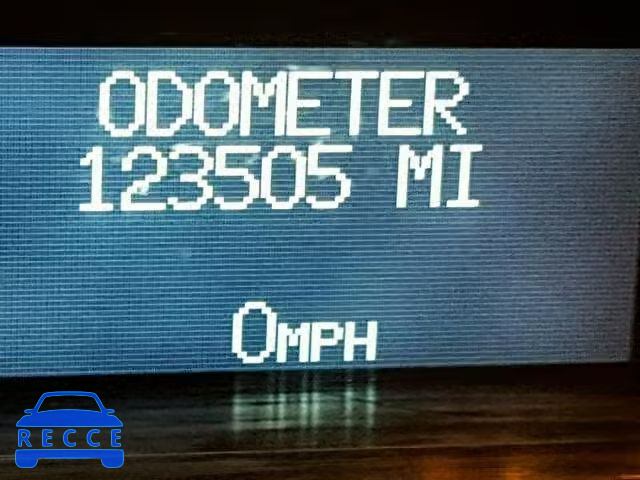 ODOMETER
123505 MI
0MPH
RECCE